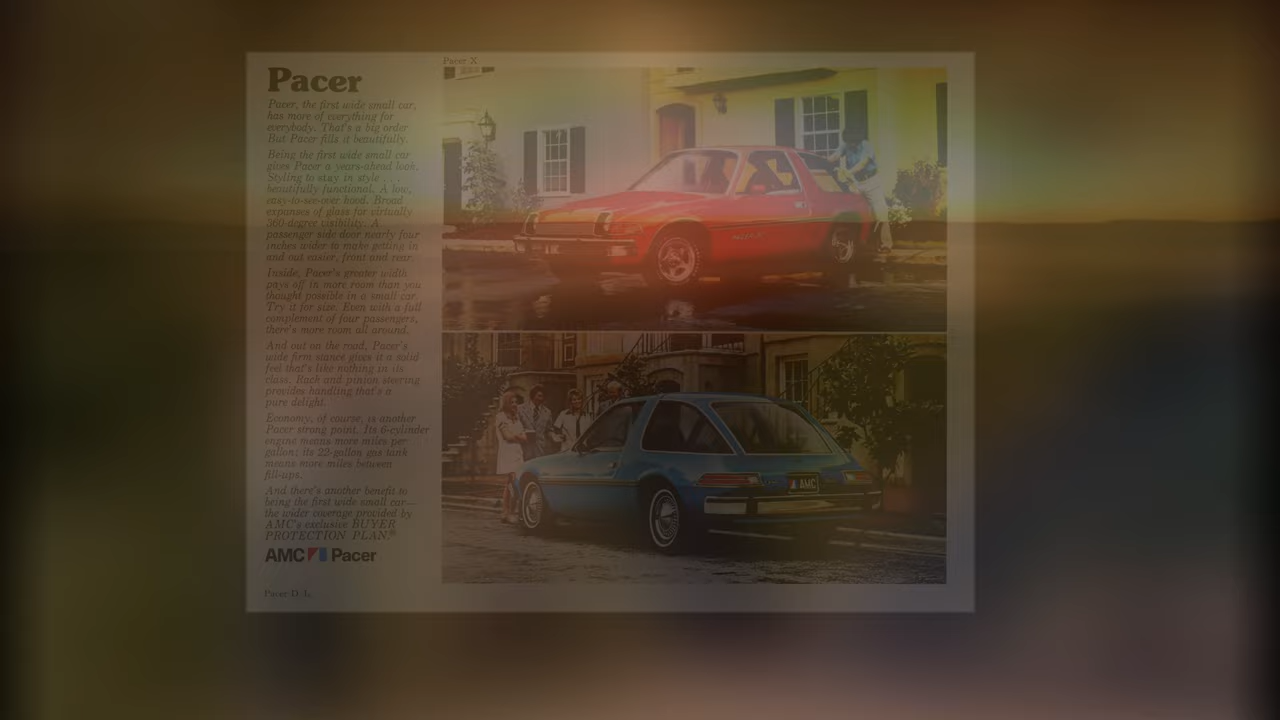 Pacer
Pacer, the first wide small car,
has more of everything for
everybody. That's a big order
But Pacer fills it beautifully.
Being the first wide small car
gives Pacer a years-ahead look.
Styling to stay in style . . .
beautifully functional. A low,
easy-to-see-over hood. Broad
expanses of glass for virtually
360-degree visibility. A
passenger side door nearly four
inches wider to make getting in
and out easier, front and rear.
Inside, Pacer's greater width
pays off in more room than you
thought possible in a small car.
Try it for size. Even with a full
complement of four passengers,
there's more room all around.
And out on the road, Pacer's
wide firm stance gives it a solid
feel that's like nothing in its
class. Rack and pinion steering
provides handling that's a
pure delight.
Economy, of course, is another
Pacer strong point. Its 6-cylinder
engine means more miles per
gallon; its 22-gallon gas tank
means more miles between
fill-ups.
And there's another benefit to
being the first wide small car—
the wider coverage provided by
AMC's exclusive BUYER
PROTECTION PLAN.®
AMC Pacer
Pacer D/L
Pacer X
AMC